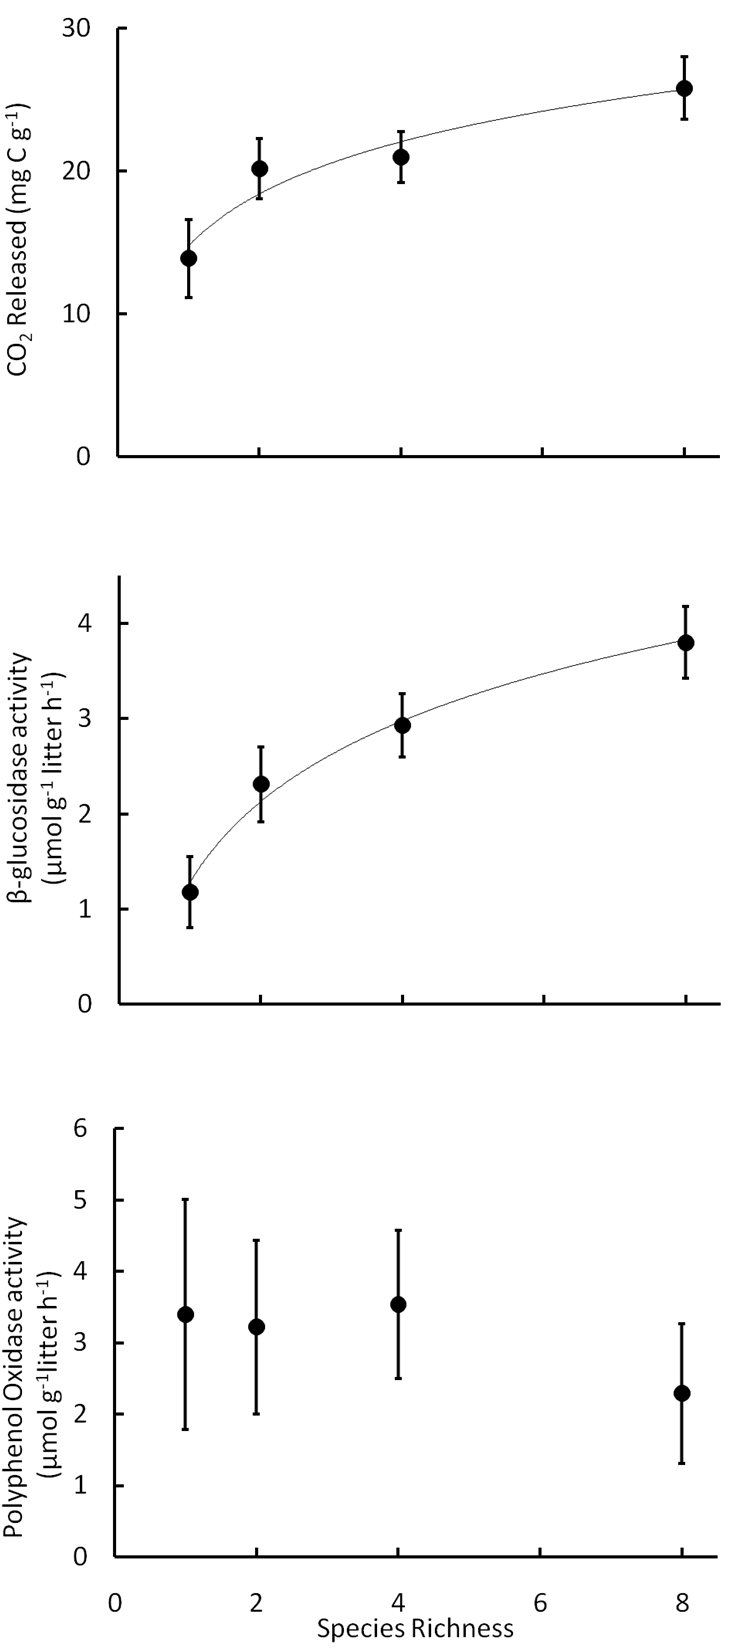 30
20
10
0
CO2 Released (mg C g-1)
4
3
2
1
0
β-glucosidase activity
(μmol g-1 litter h-1)
6
5
4
3
2
1
0
Polyphenol Oxidase activity
(μmol g-1litter h-1)
0 2 4 6 8
Species Richness